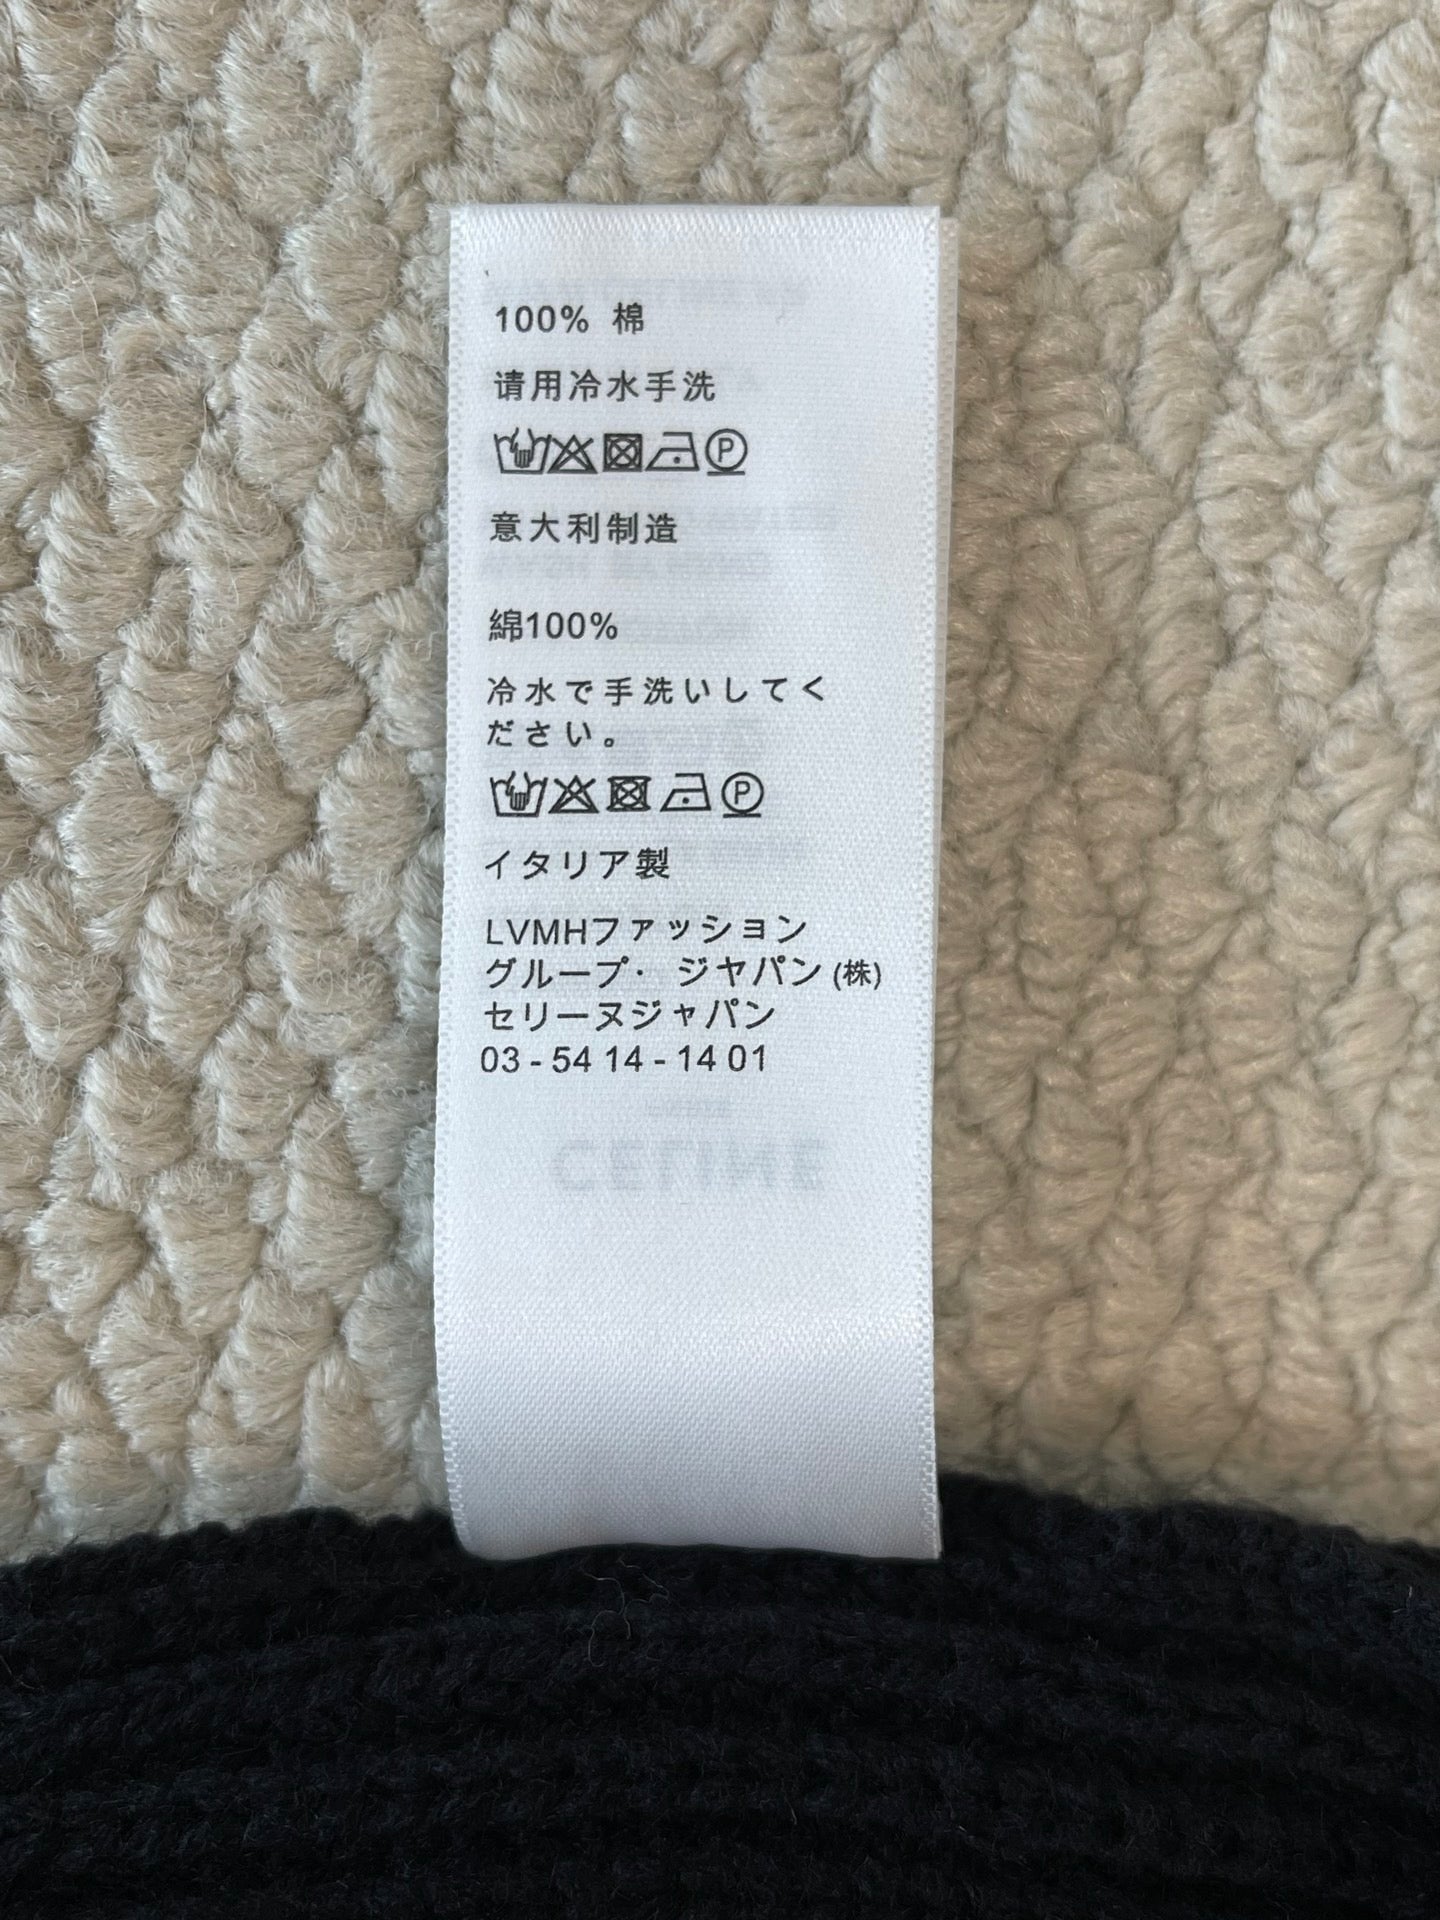 100% 棉
请用冷水手洗
P
意大利制造
綿100%
冷水で手洗いしてく
ださい。
P
イタリア製
LVMHファッション
グループ・ ジャパン (株)
セリーヌジャパン
03 - 54 14 - 14 01
CELINE